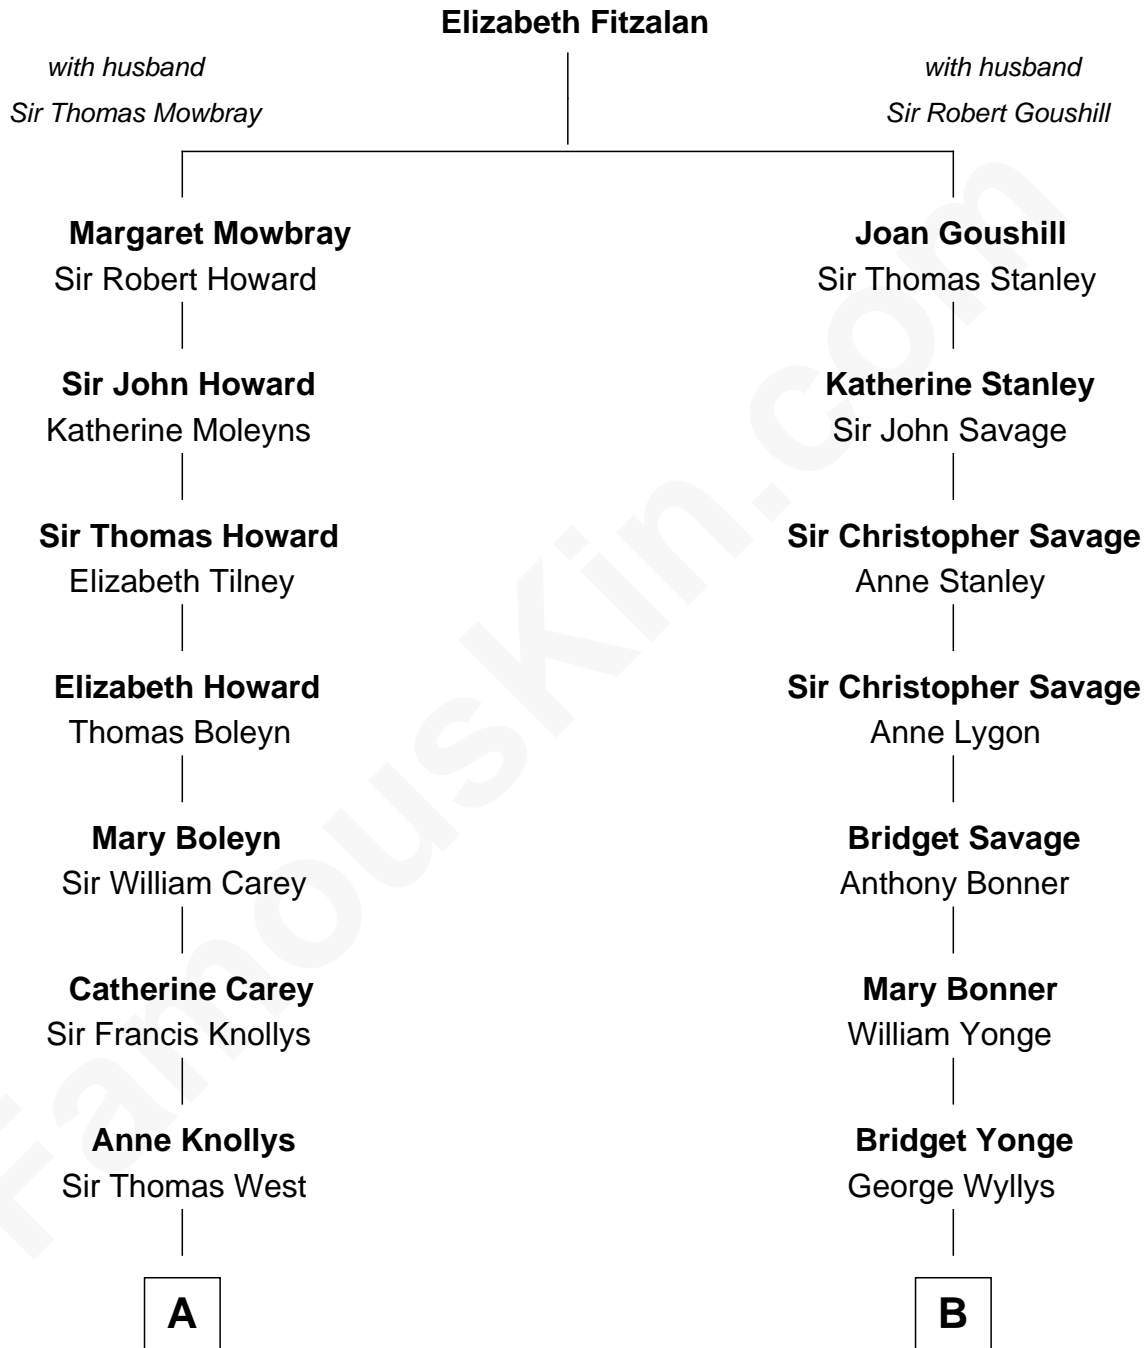 Elizabeth Fitzalan
with husband
Sir Thomas Mowbray
with husband
Sir Robert Goushill
Margaret Mowbray
Sir Robert Howard
Joan Goushill
Sir Thomas Stanley
Sir John Howard
Katherine Moleyns
Katherine Stanley
Sir John Savage
Sir Thomas Howard
Elizabeth Tilney
Sir Christopher Savage
Anne Stanley
Elizabeth Howard
Thomas Boleyn
Sir Christopher Savage
Anne Lygon
Mary Boleyn
Sir William Carey
Bridget Savage
Anthony Bonner
Catherine Carey
Sir Francis Knollys
Mary Bonner
William Yonge
Anne Knollys
Sir Thomas West
Bridget Yonge
George Wyllys
A
B
FamousKin.com